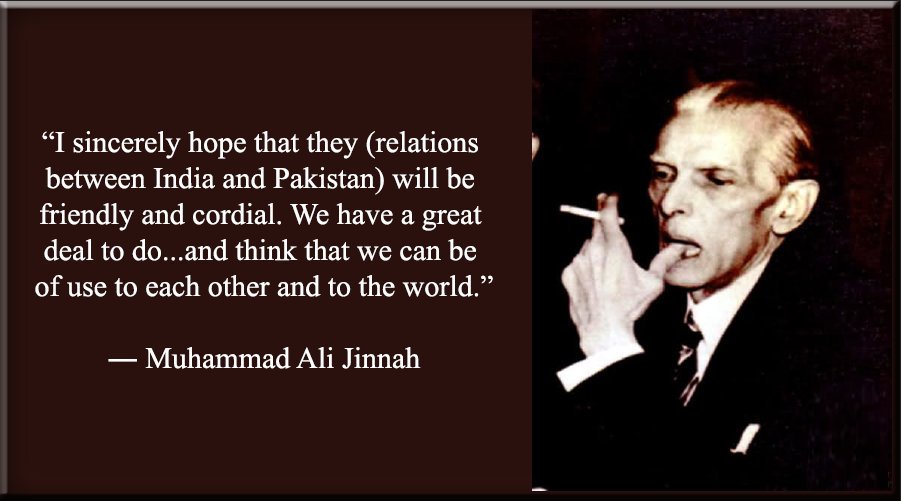 “I sincerely hope that they (relations
between India and Pakistan) will be
friendly and cordial. We have a great
deal to do...and think that we can be
of use to each other and to the world.”
— Muhammad Ali Jinnah